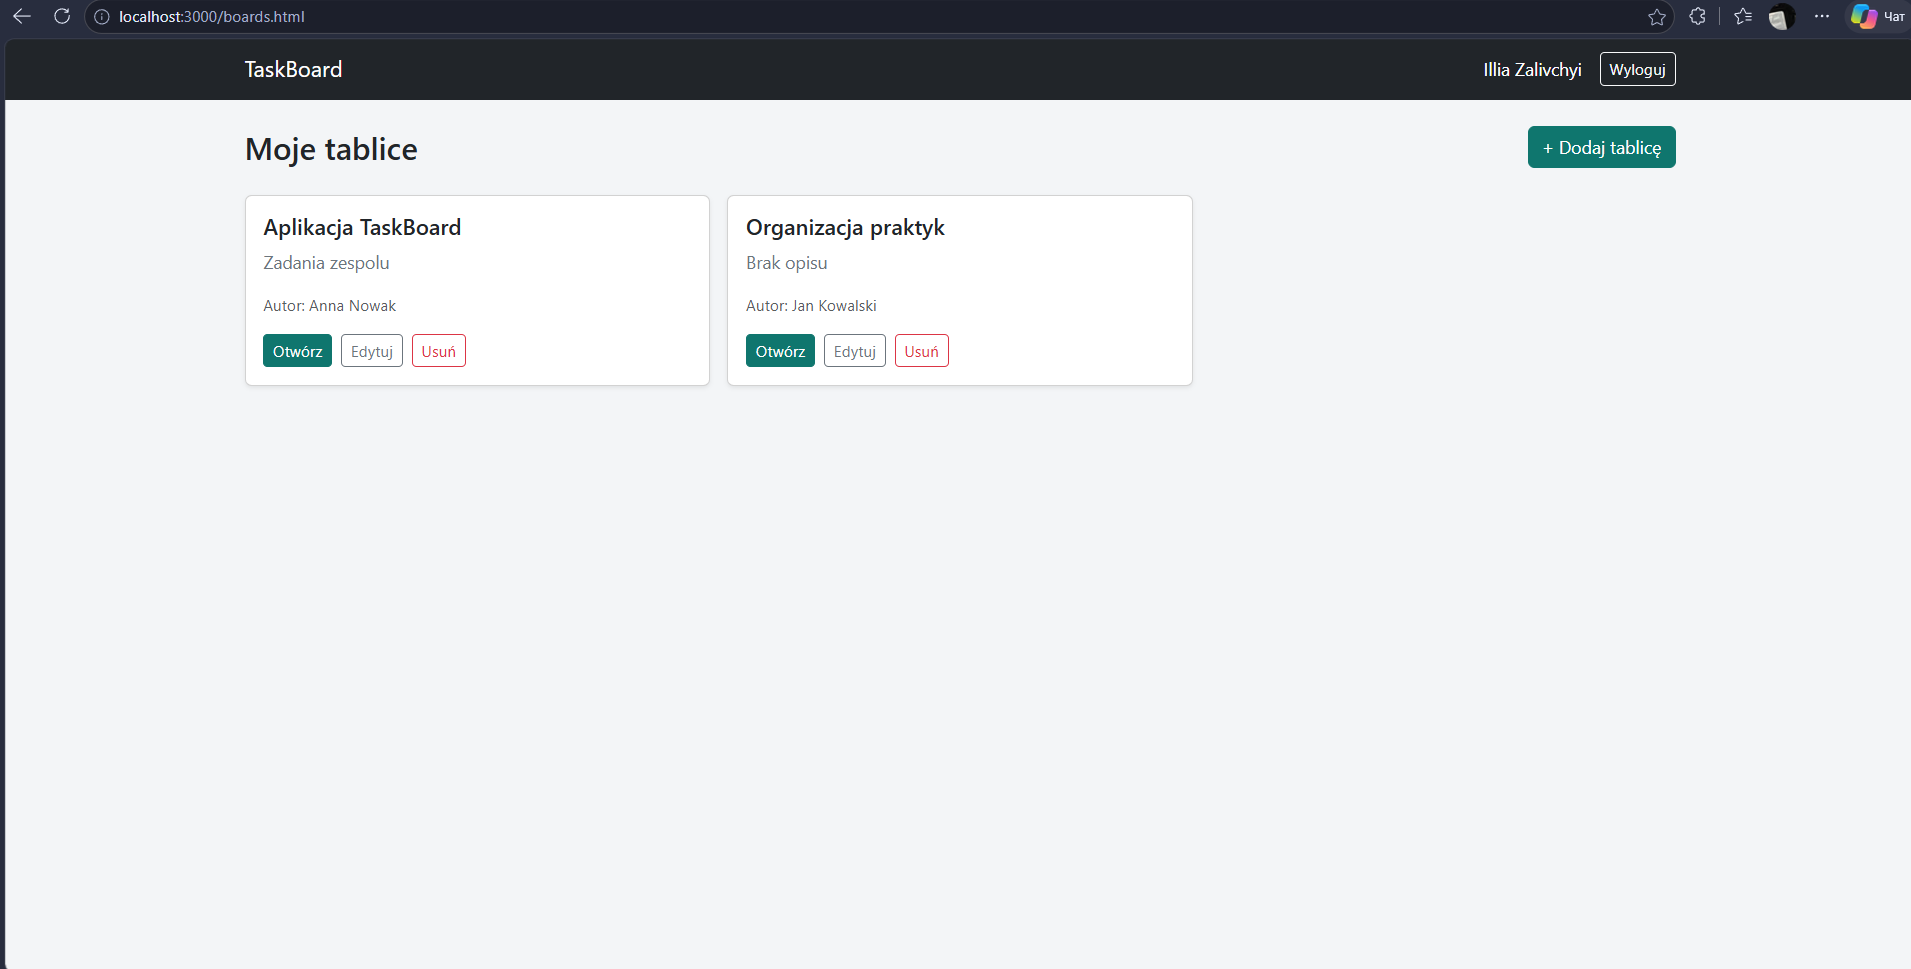 localhost:3000/boards.html
Чат
TaskBoard
Illia Zalivchyi
Wyloguj
Moje tablice
+ Dodaj tablicę
Aplikacja TaskBoard
Zadania zespolu
Autor: Anna Nowak
Otwórz
Edytuj
Usuń
Organizacja praktyk
Brak opisu
Autor: Jan Kowalski
Otwórz
Edytuj
Usuń